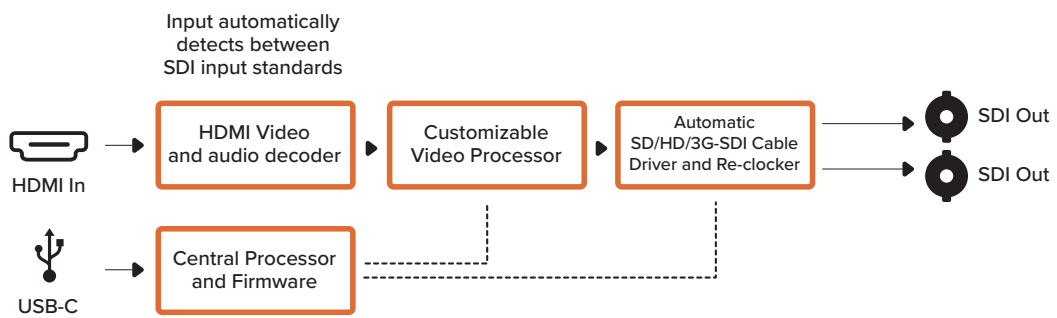 Input automatically
detects between
SDI input standards
HDMI In
HDMI Video
and audio decoder
Customizable
Video Processor
Automatic
SD/HD/3G-SDI Cable
Driver and Re-clocker
SDI Out
SDI Out
USB-C
Central Processor
and Firmware